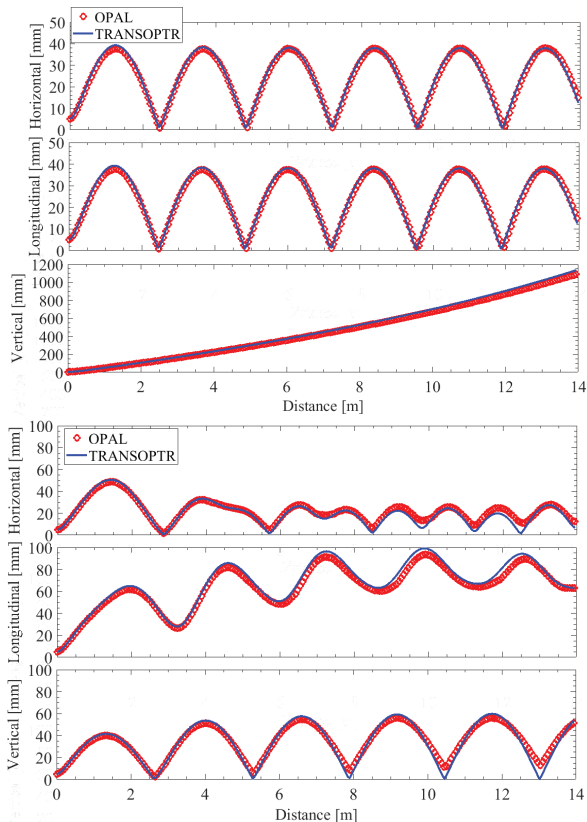 OPAL
TRANSOPTR
Horizontal [mm]
50
40
30
20
10
0
Longitudinal [mm]
50
40
30
20
10
0
Vertical [mm]
1200
1000
800
600
400
200
0
0 2 4 6 8 10 12 14
Distance [m]
OPAL
TRANSOPTR
Horizontal [mm]
100
80
60
40
20
0
Longitudinal [mm]
100
80
60
40
20
0
Vertical [mm]
100
80
60
40
20
0
0 2 4 6 8 10 12 14
Distance [m]